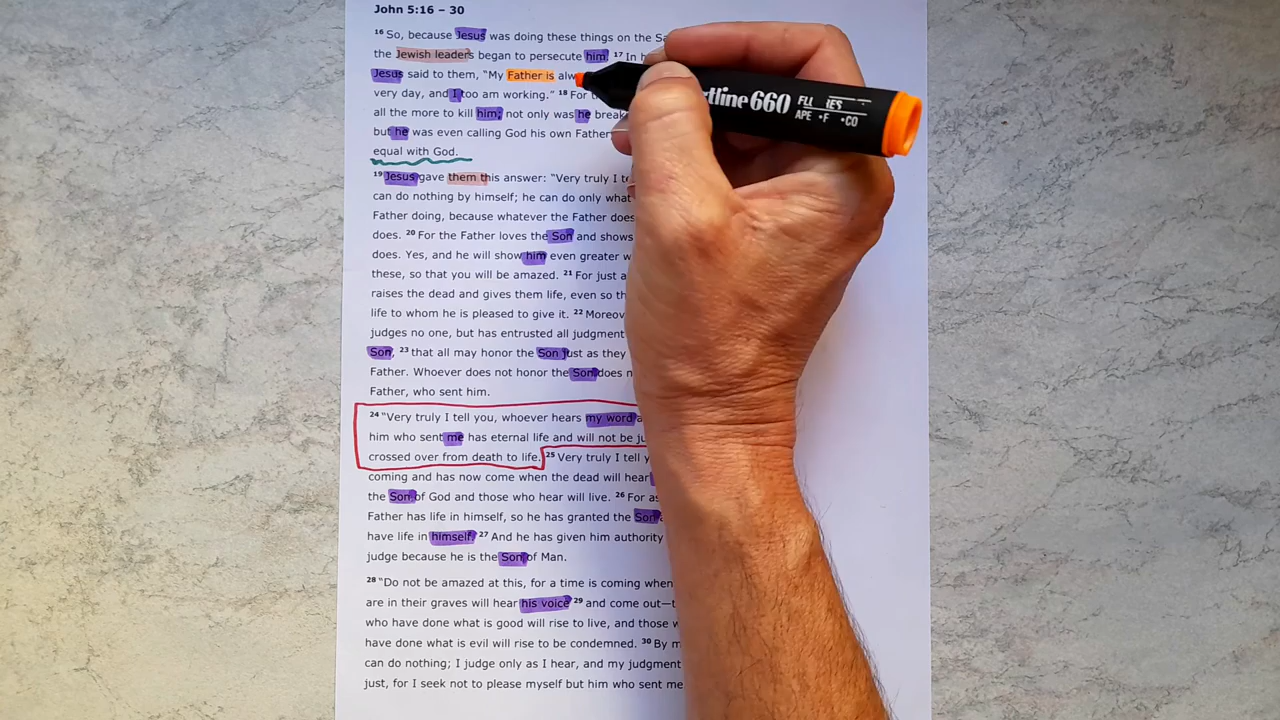 John 5:16 – 30
16 So, because Jesus was doing these things on the
the Jewish leaders began to persecute him. 17 In
Jesus said to them, "My Father is
very day, and I too am working." 18 For
all the more to kill him; not only was he
but he was even calling God his own Father
equal with God.
19 Jesus gave them this answer: "Very truly I
can do nothing by himself; he can do only what
Father doing, because whatever the Father does
does. 20 For the Father loves the Son and shows
does. Yes, and he will show him even greater
these, so that you will be amazed. 21 For just
raises the dead and gives them life, even so
life to whom he is pleased to give it. 22
judges no one, but has entrusted all judgment
Son, 23 that all may honor the Son just as they
Father. Whoever does not honor the Son does
Father, who sent him.
24 "Very truly I tell you, whoever hears my word
him who sent me has eternal life and will not be
crossed over from death to life. 25 Very truly I tell
coming and has now come when the dead will hear
the Son of God and those who hear will live. 26 For
Father has life in himself, so he has granted the Son
have life in himself. 27 And he has given him authority
judge because he is the Son of Man.
28 "Do not be amazed at this, for a time is coming when
are in their graves will hear his voice 29 and come out—
who have done what is good will rise to live, and those
have done what is evil will rise to be condemned. 30 By
can do nothing; I judge only as I hear, and my judgment
just, for I seek not to please myself but him who sent me
660